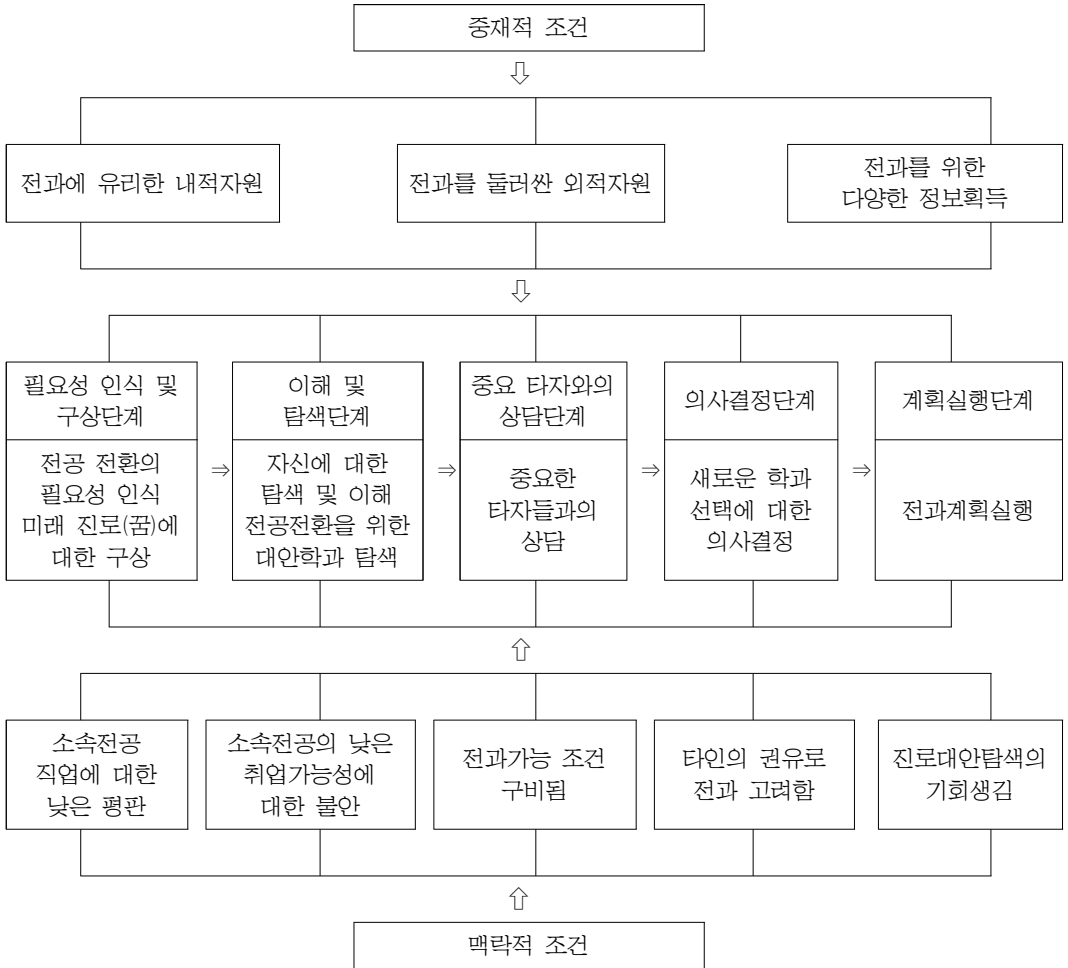 중재적 조건
⇩
전과에 유리한 내적자원
전과를 둘러싼 외적자원
전과를 위한
다양한 정보획득
⇩
필요성 인식 및
구상단계
전공 전환의
필요성 인식
미래 진로(꿈)에
대한 구상
⇒
이해 및
탐색단계
자신에 대한
탐색 및 이해
전공전환을 위한
대안학과 탐색
⇒
중요 타자와의
상담단계
중요한
타자들과의
상담
⇒
의사결정단계
새로운 학과
선택에 대한
의사결정
⇒
계획실행단계
전과계획실행
⇧
소속전공
직업에 대한
낮은 평판
소속전공의 낮은
취업가능성에
대한 불안
전과가능 조건
구비됨
타인의 권유로
전과 고려함
진로대안탐색의
기회생김
⇧
맥락적 조건